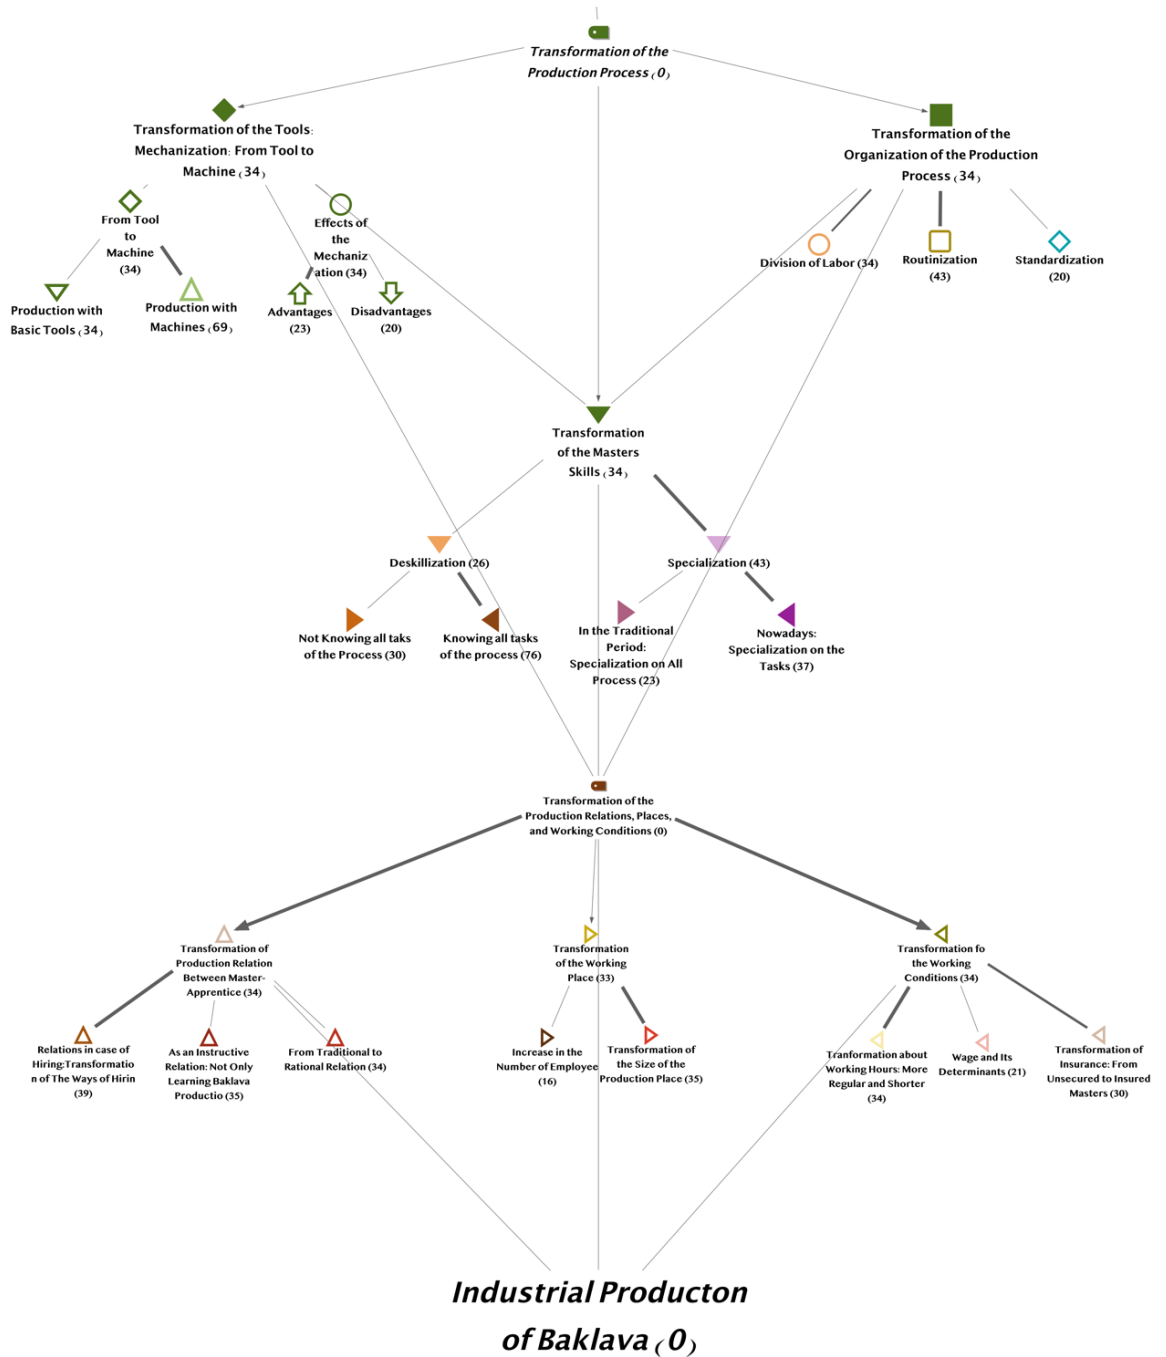 Transformation of the
Production Process (0)
Transformation of the Tools:
Mechanization: From Tool to
Machine (34)
Transformation of the
Organization of the Production
Process (34)
From Tool
to
Machine
(34)
Effects of
the
Mechaniz
ation (34)
Division of Labor (34)
Routinization
(43)
Standardization
(20)
Production with
Basic Tools (34)
Production with
Machines (69)
Advantages
(23)
Disadvantages
(20)
Transformation
of the Masters
Skills (34)
Deskillization (26)
Specialization (43)
Not Knowing all taks
of the Process (30)
Knowing all tasks
of the process (76)
In the Traditional
Period:
Specialization on All
Process (23)
Nowadays:
Specialization on the
Tasks (37)
Transformation of the
Production Relations, Places,
and Working Conditions (0)
Transformation of
Production Relation
Between Master-
Apprentice (34)
Transformation
of the Working
Place (33)
Transformation fo
the Working
Conditions (34)
Relations in case of
Hiring:Transformatio
n of The Ways of Hirin
(39)
As an Instructive
Relation: Not Only
Learning Baklava
Productio (35)
From Traditional to
Rational Relation (34)
Increase in the
Number of Employee
(16)
Transformation of
the Size of the
Production Place (35)
Tranformation about
Working Hours: More
Regular and Shorter
(34)
Wage and Its
Determinants (21)
Transformation of
Insurance: From
Unsecured to Insured
Masters (30)
Industrial Producton
of Baklava (0)